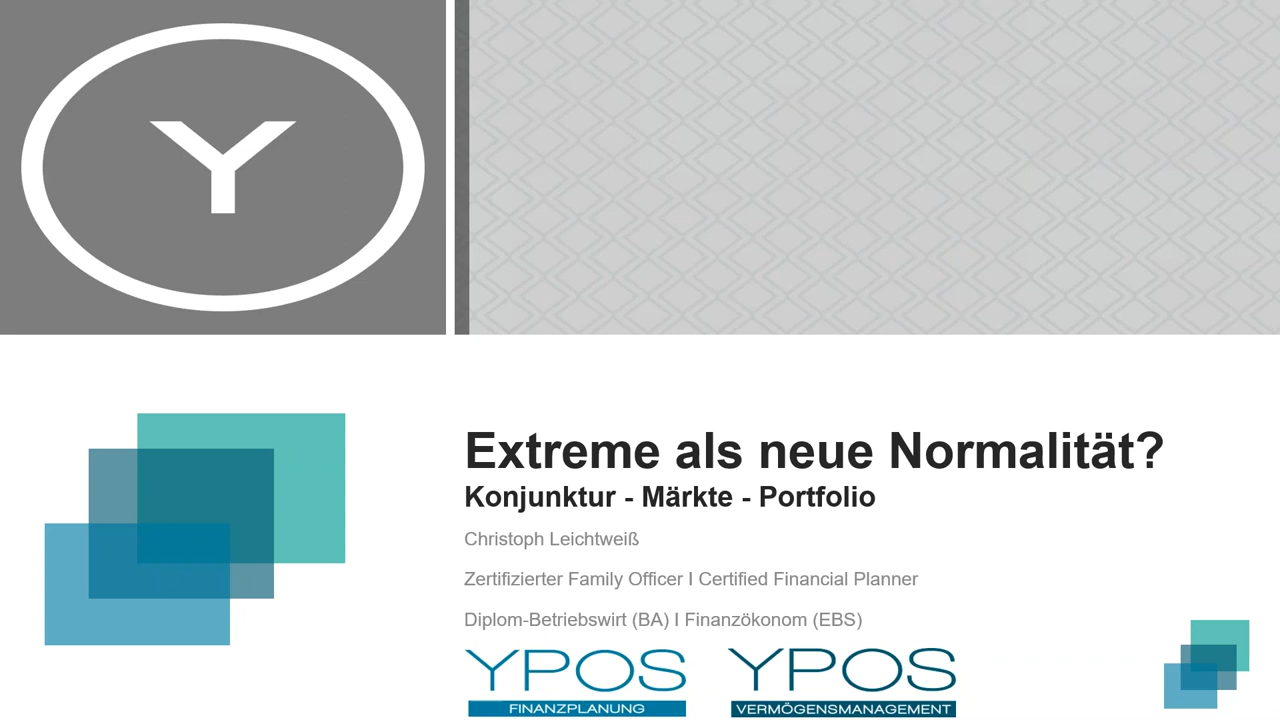 Y
Extreme als neue Normalität?
Konjunktur - Märkte - Portfolio
Christoph Leichtweiß
Zertifizierter Family Officer I Certified Financial Planner
Diplom-Betriebswirt (BA) I Finanzökonom (EBS)
YPOS YPOS
FINANZPLANUNG VERMÖGENSMANAGEMENT